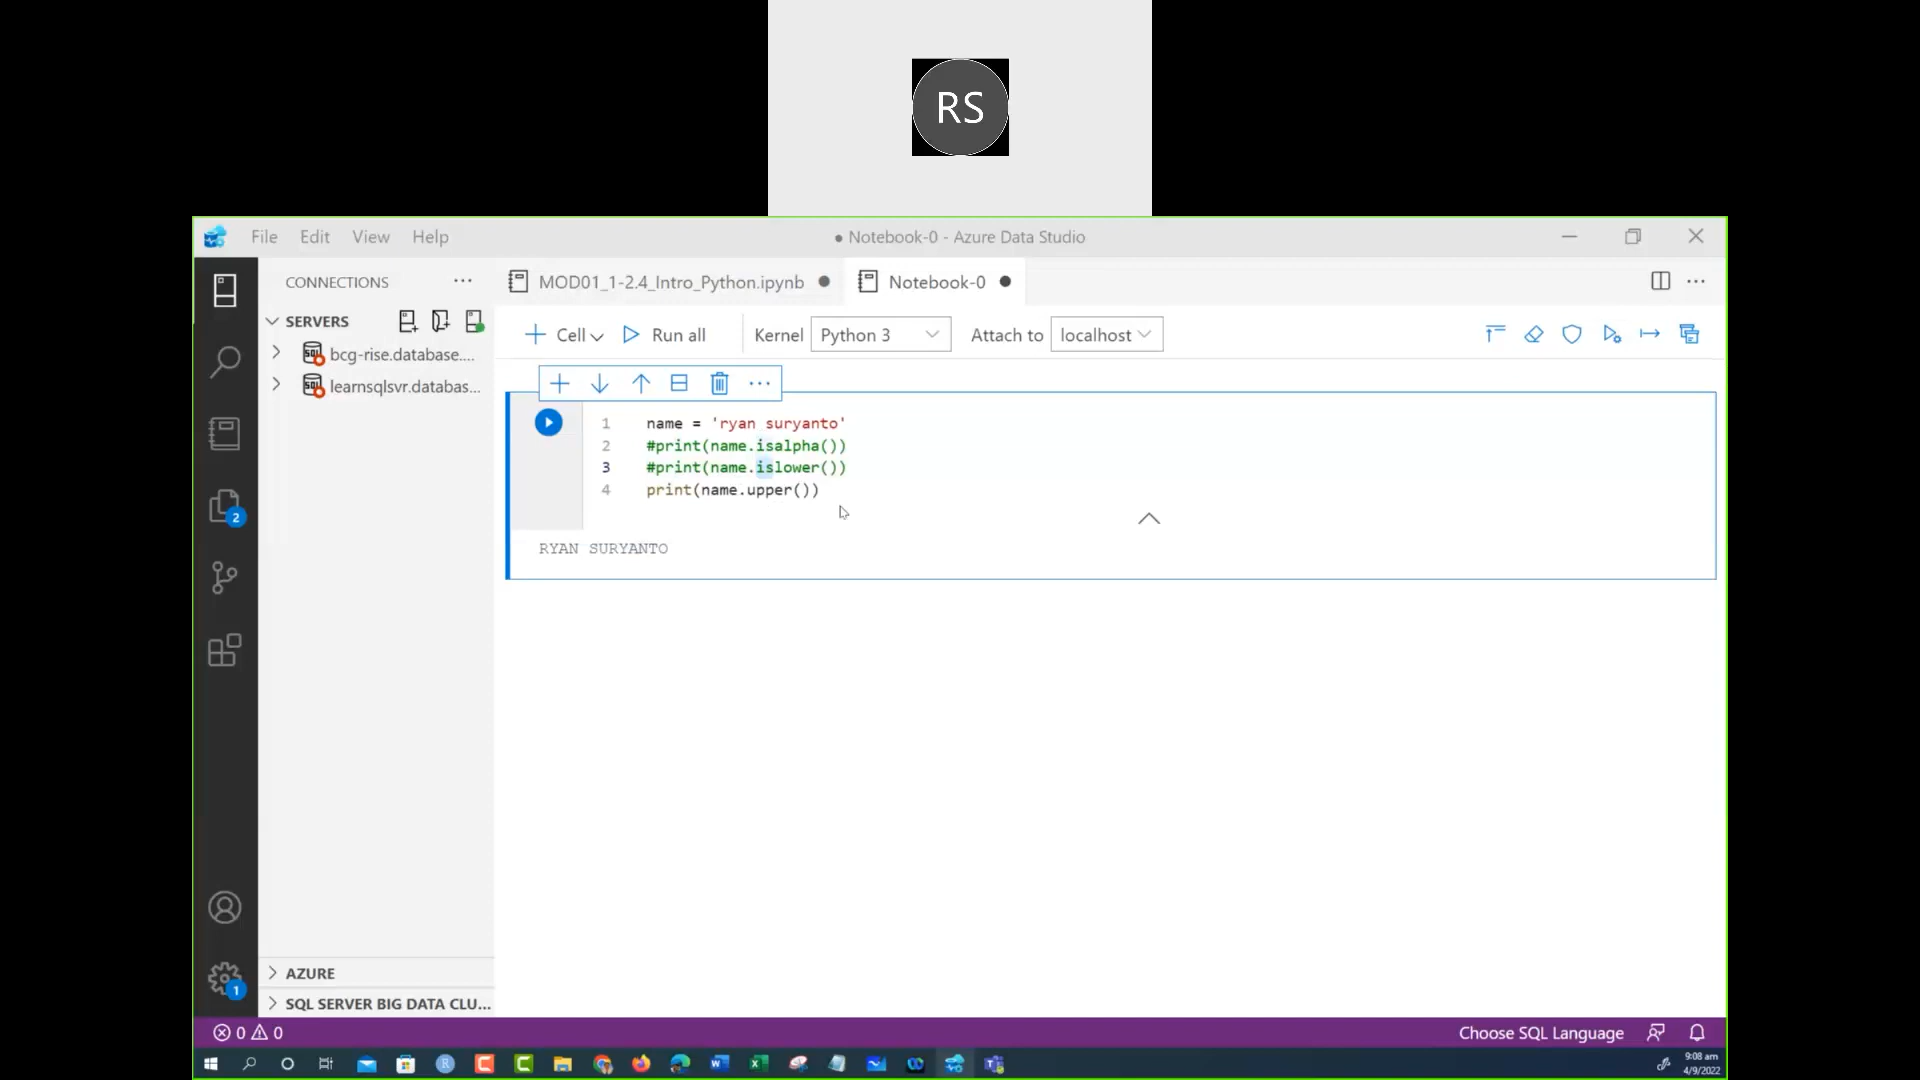 RS
File Edit View Help
● Notebook-0 - Azure Data Studio
CONNECTIONS
MOD01_1-2.4_Intro_Python.ipynb
Notebook-0
SERVERS
bcg-rise.database....
learnsqlsvr.databas...
Cell
Run all
Kernel
Python 3
Attach to
localhost
1 name = 'ryan suryanto'
2 #print(name.isalpha())
3 #print(name.islower())
4 print(name.upper())
RYAN SURYANTO
2
1
AZURE
SQL SERVER BIG DATA CLU...
0 0
Choose SQL Language
9:08 am
4/9/2022